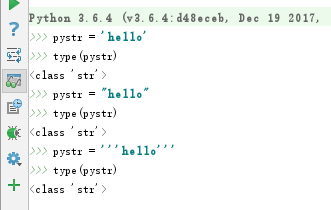 Python 3.6.4 (v3.6.4:d48eceb, Dec 19 2017,
>>> pystr = 'hello'
>>> type(pystr)
<class 'str'>
>>> pystr = "hello"
>>> type(pystr)
<class 'str'>
>>> pystr = '''hello'''
>>> type(pystr)
<class 'str'>